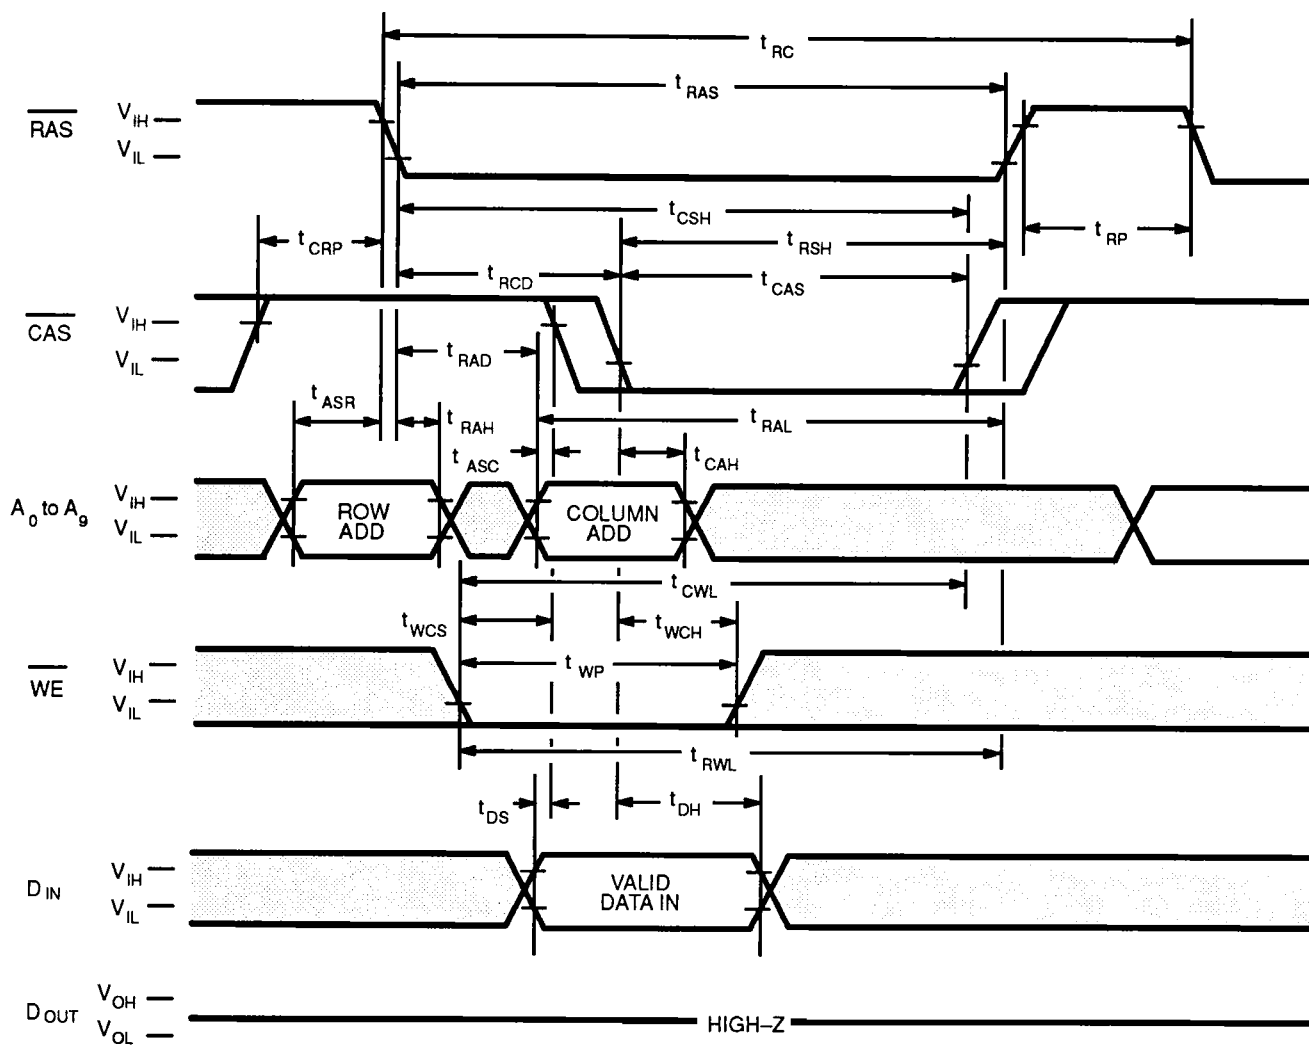 t RC
t RAS
RAS
V IH
V IL
t CSH
t CRP
t RSH
t RP
t RCD
t CAS
CAS
V IH
V IL
t RAD
t ASR
t RAH
t RAL
t ASC
t CAH
A 0 to A 9
V IH
V IL
ROW ADD
COLUMN ADD
t CWL
t WCS
t WCH
WE
V IH
V IL
t WP
t RWL
t DS
t DH
D IN
V IH
V IL
VALID DATA IN
D OUT
V OH
V OL
HIGH–Z